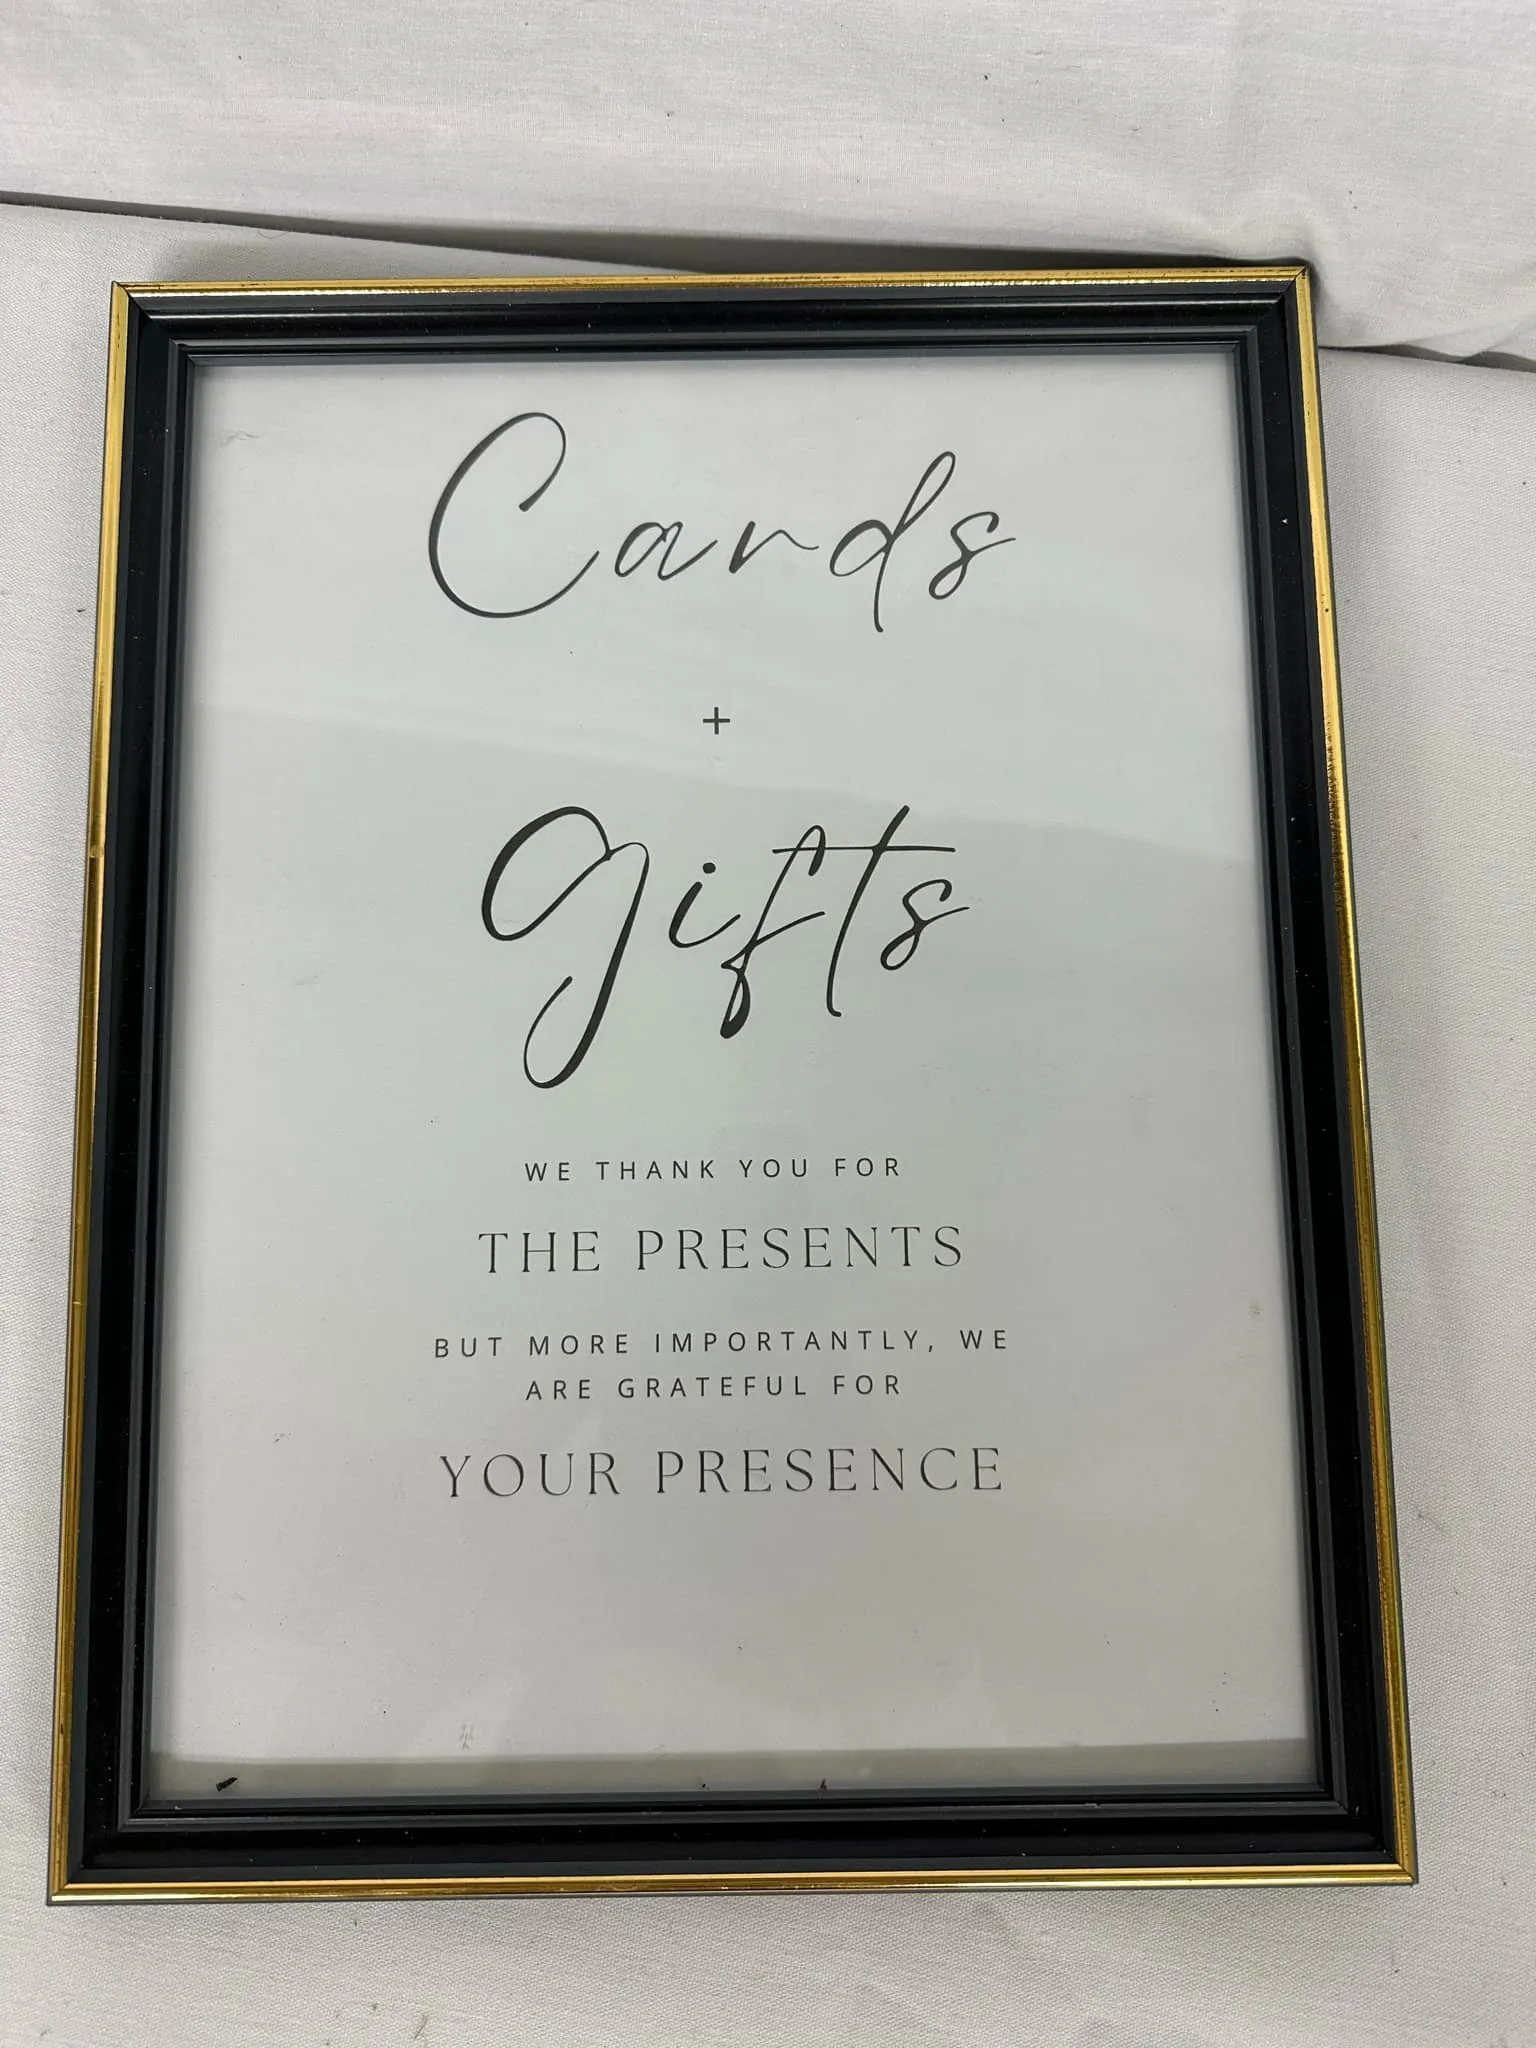 Cards
+
gifts
WE THANK YOU FOR
THE PRESENTS
BUT MORE IMPORTANTLY, WE
ARE GRATEFUL FOR
YOUR PRESENCE